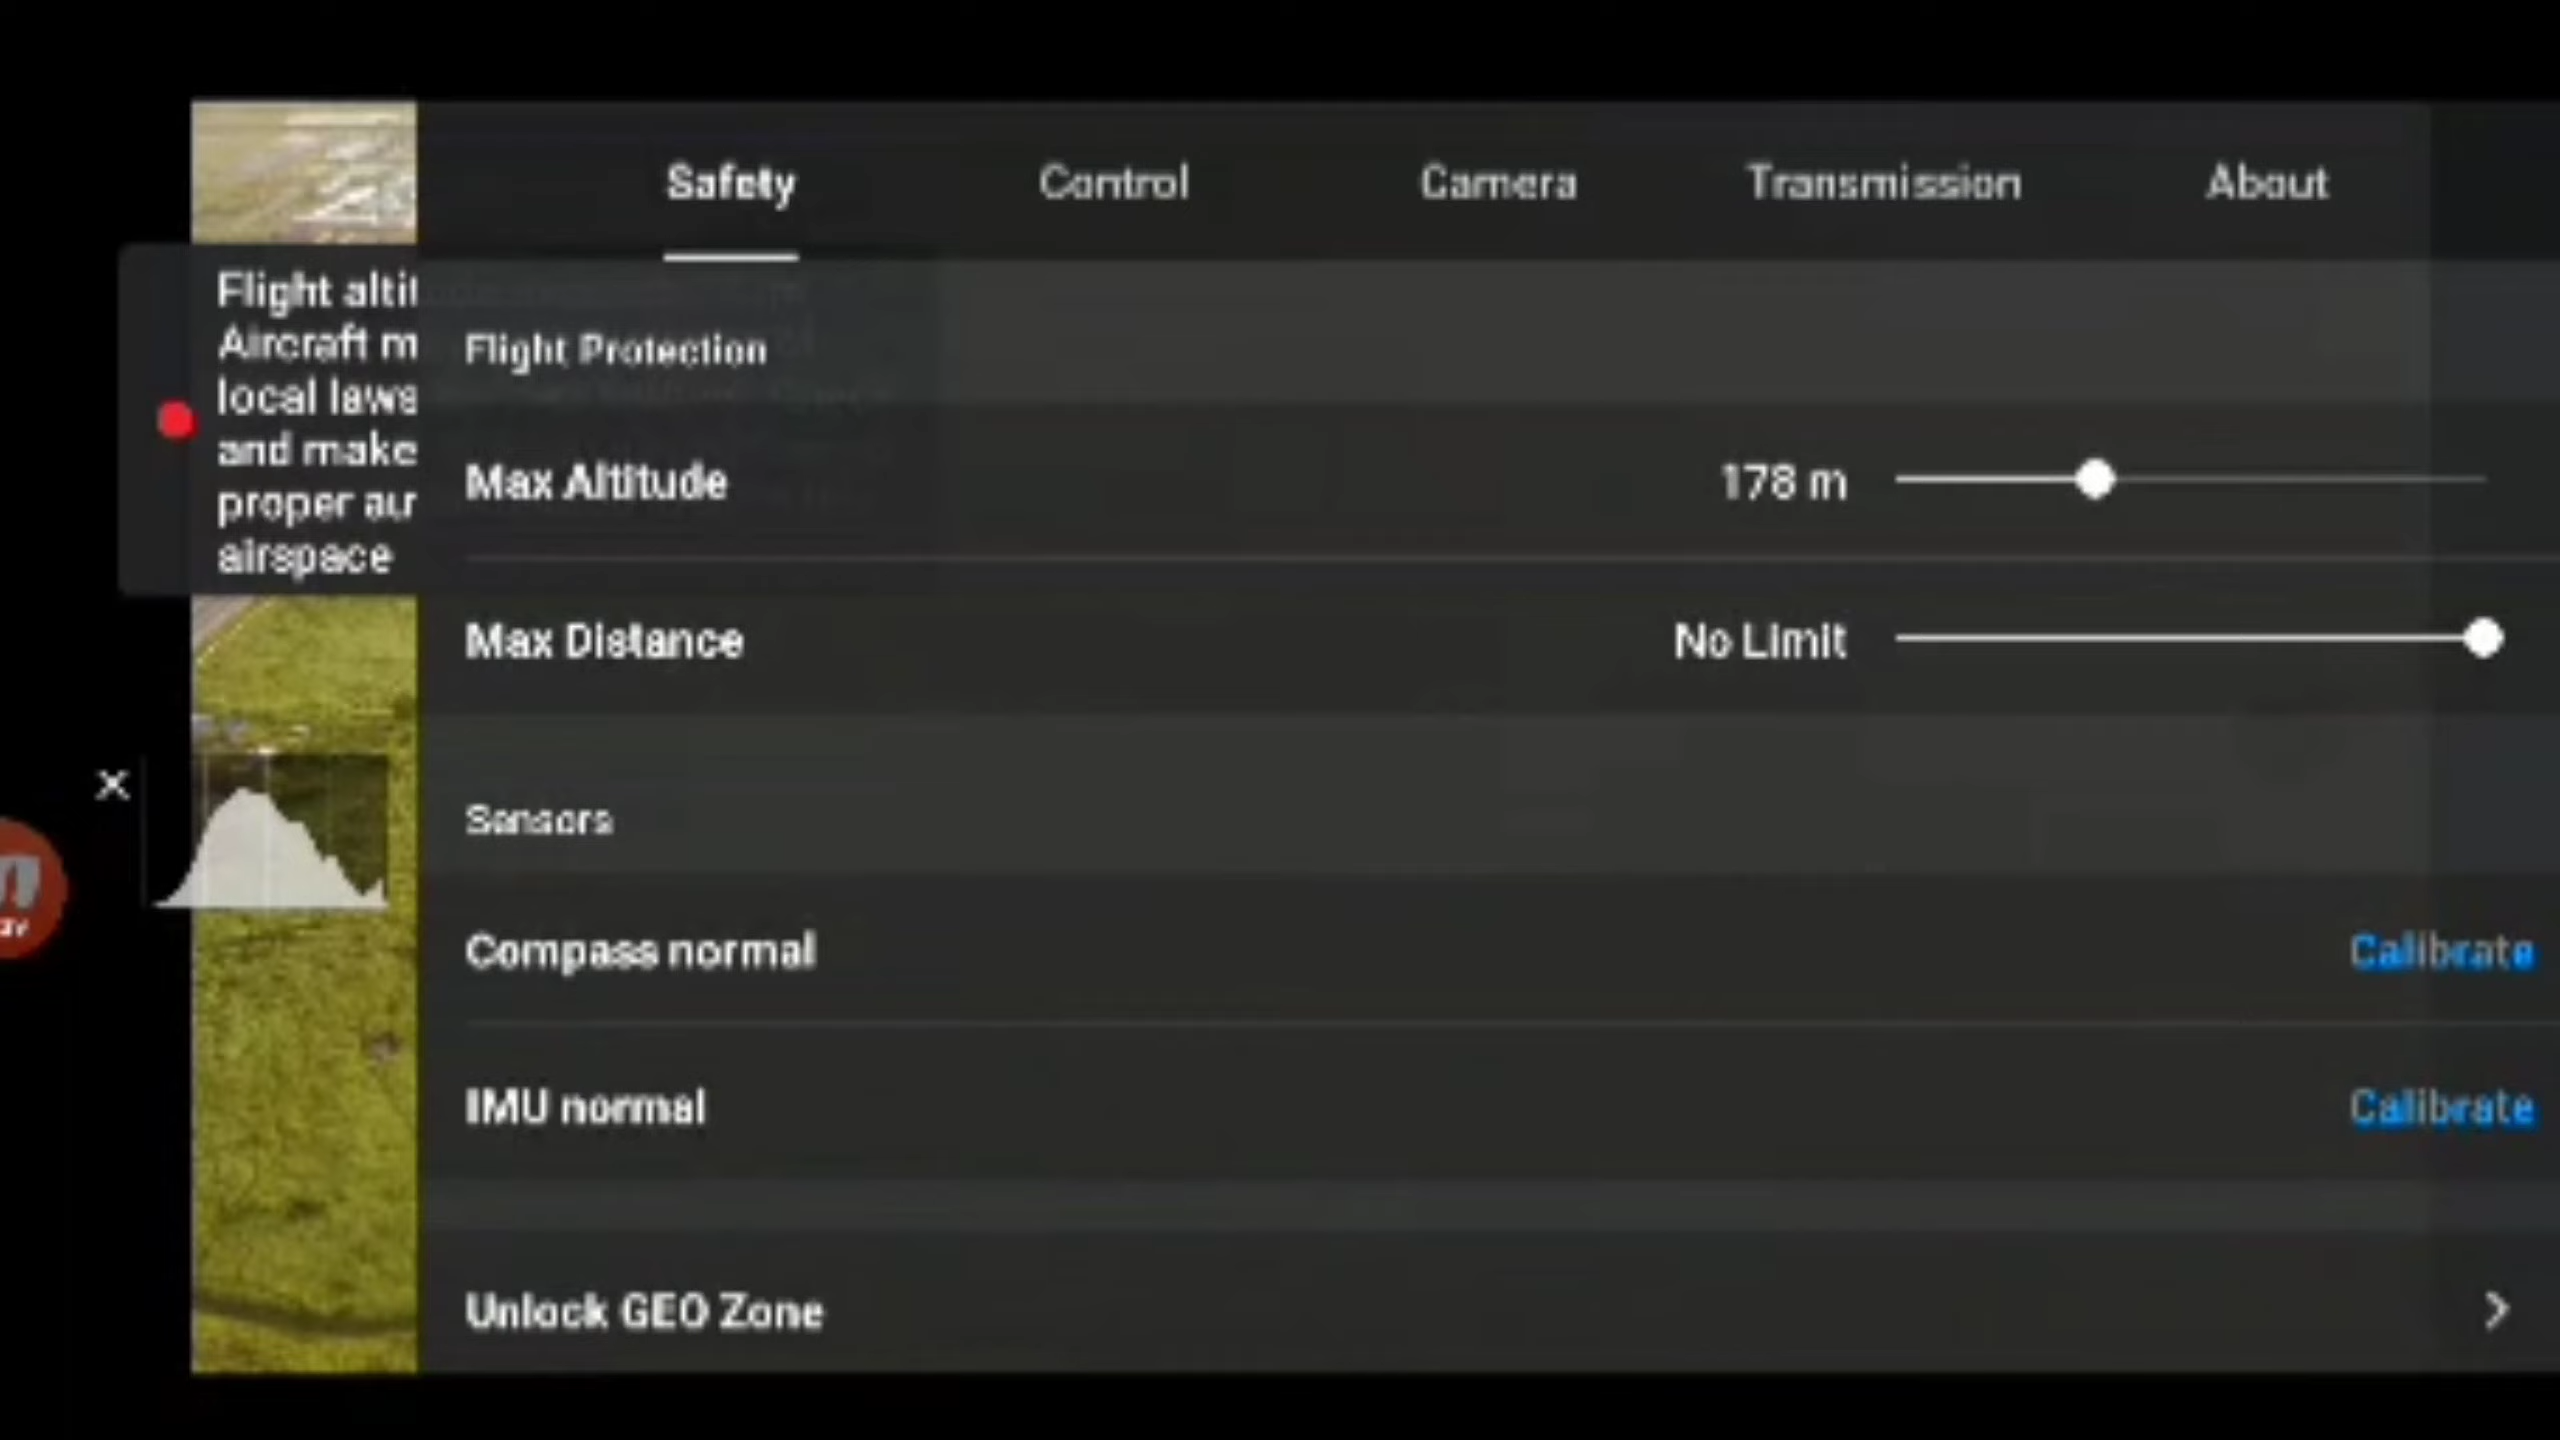 Safety Control Camera Transmission About
Flight altit
Aircraft m
local laws
and make
proper aut
airspace
Flight Protection
Max Altitude 178 m
Max Distance No Limit
Sensors
Compass normal Calibrate
IMU normal Calibrate
Unlock GEO Zone